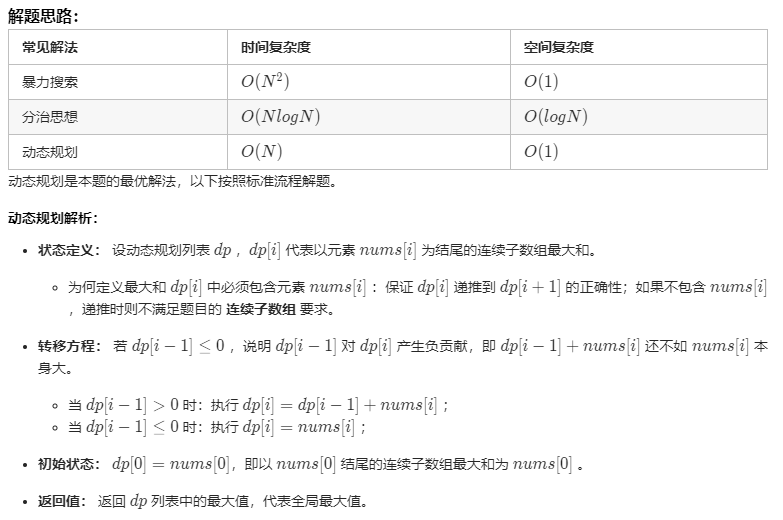 解题思路：
常见解法 时间复杂度 空间复杂度
暴力搜索 O(N²) O(1)
分治思想 O(NlogN) O(logN)
动态规划 O(N) O(1)
动态规划是本题的最优解法，以下按照标准流程解题。
动态规划解析：
• 状态定义： 设动态规划列表 dp ，dp[i] 代表以元素 nums[i] 为结尾的连续子数组最大和。
◦ 为何定义最大和 dp[i] 中必须包含元素 nums[i] ：保证 dp[i] 递推到 dp[i+1] 的正确性；如果不包含 nums[i]
，递推时则不满足题目的 连续子数组 要求。
• 转移方程： 若 dp[i−1] ≤ 0 ，说明 dp[i−1] 对 dp[i] 产生负贡献，即 dp[i−1] + nums[i] 还不如 nums[i] 本
身大。
◦ 当 dp[i−1] > 0 时：执行 dp[i] = dp[i−1] + nums[i] ；
◦ 当 dp[i−1] ≤ 0 时：执行 dp[i] = nums[i] ；
• 初始状态： dp[0] = nums[0]，即以 nums[0] 结尾的连续子数组最大和为 nums[0] 。
• 返回值： 返回 dp 列表中的最大值，代表全局最大值。